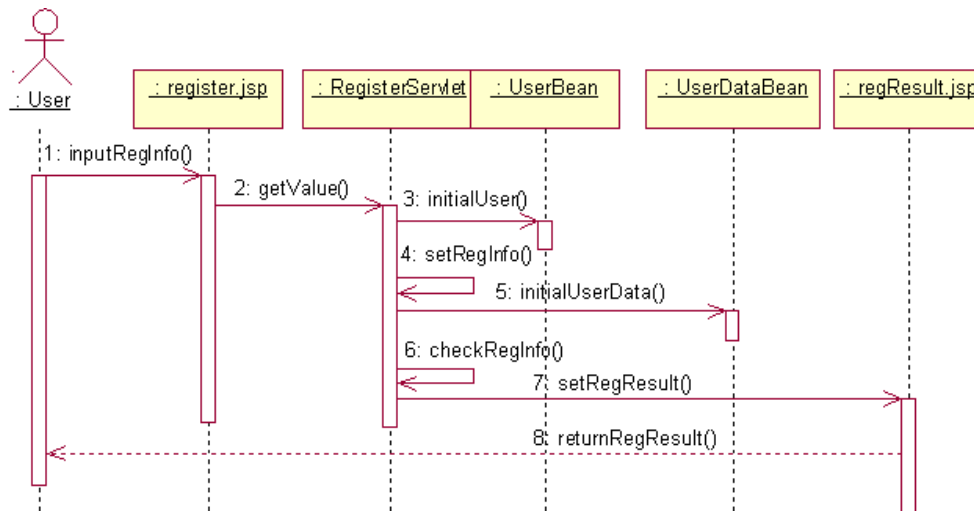 : User
: register.jsp
: RegisterServlet
: UserBean
: UserDataBean
: regResult.jsp
1: inputRegInfo()
2: getValue()
3: initialUser()
4: setRegInfo()
5: initialUserData()
6: checkRegInfo()
7: setRegResult()
8: returnRegResult()